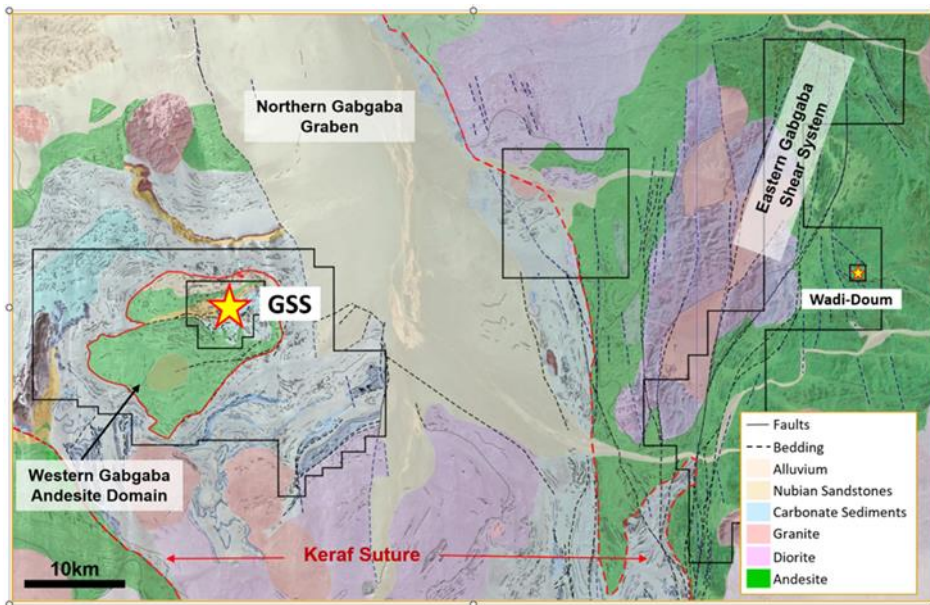 Northern Gabgaba
Graben
Eastern Gabgaba
Shear System
GSS
Wadi-Doum
Western Gabgaba
Andesite Domain
Keraf Suture
10km
Faults
Bedding
Alluvium
Nubian Sandstones
Carbonate Sediments
Granite
Diorite
Andesite